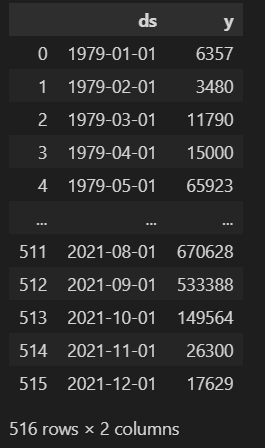 ds y
0 1979-01-01 6357
1 1979-02-01 3480
2 1979-03-01 11790
3 1979-04-01 15000
4 1979-05-01 65923
... ... ...
511 2021-08-01 670628
512 2021-09-01 533388
513 2021-10-01 149564
514 2021-11-01 26300
515 2021-12-01 17629
516 rows × 2 columns